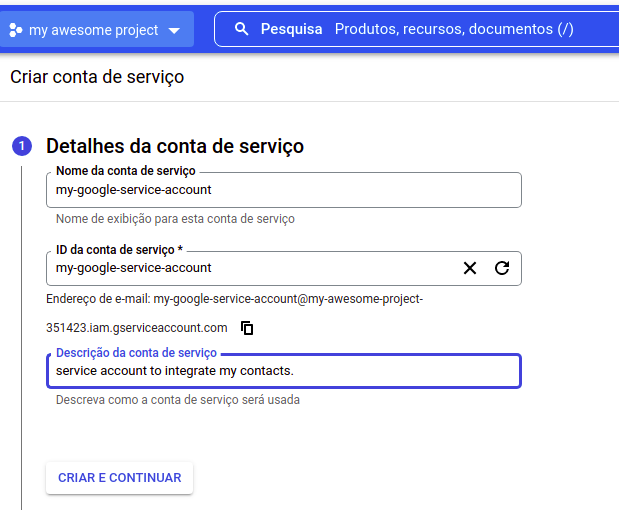 my awesome project
Pesquisa Produtos, recursos, documentos (/)
Criar conta de serviço
1 Detalhes da conta de serviço
Nome da conta de serviço
my-google-service-account
Nome de exibição para esta conta de serviço
ID da conta de serviço *
my-google-service-account
Endereço de e-mail: my-google-service-account@my-awesome-project-
351423.iam.gserviceaccount.com
Descrição da conta de serviço
service account to integrate my contacts.
Descreva como a conta de serviço será usada
CRIAR E CONTINUAR